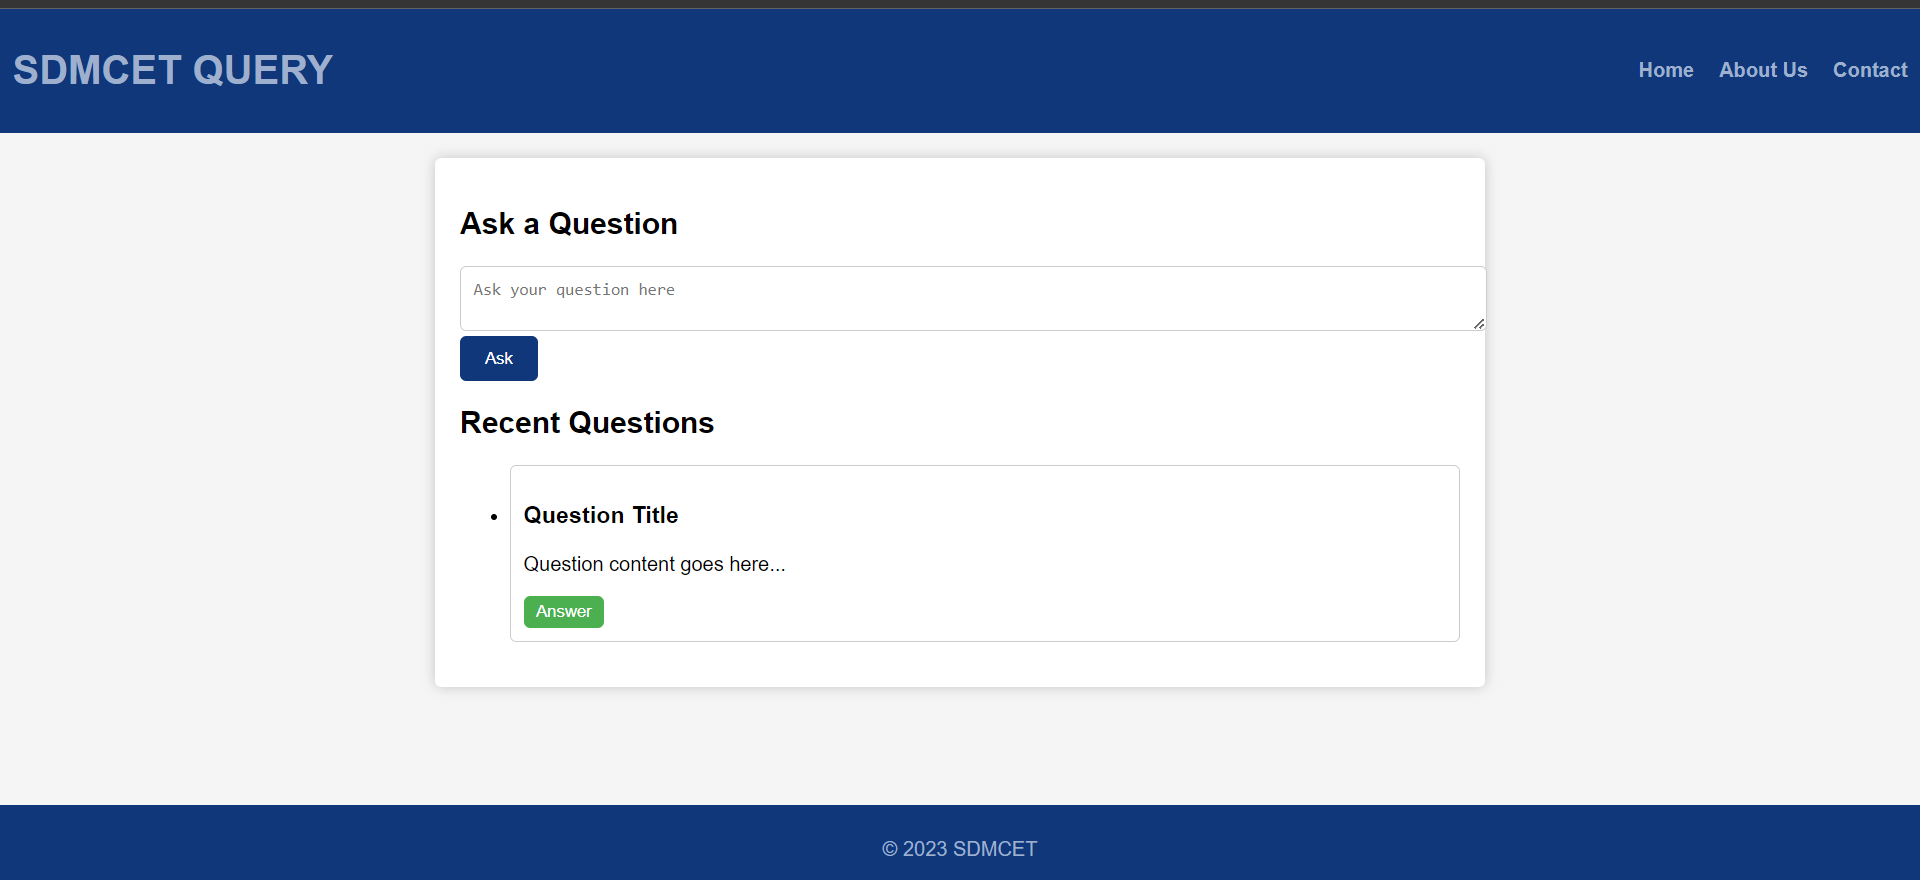 SDMCET QUERY
Home About Us Contact
Ask a Question
Ask your question here
Ask
Recent Questions
Question Title
Question content goes here...
Answer
© 2023 SDMCET